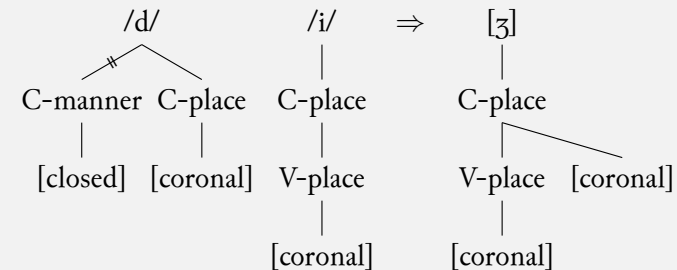 /d/ /i/ ⇒ [ʒ]
C-manner C-place C-place C-place
[closed] [coronal] V-place V-place [coronal]
[coronal] [coronal]